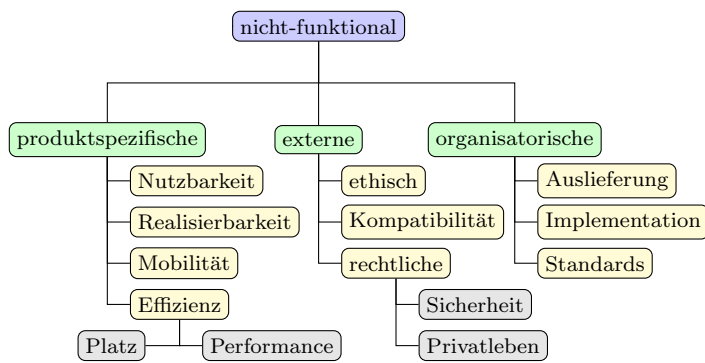 nicht-funktional
produktspezifische
Nutzbarkeit
Realisierbarkeit
Mobilität
Effizienz
Platz
Performance
externe
ethisch
Kompatibilität
rechtliche
Sicherheit
Privatleben
organisatorische
Auslieferung
Implementation
Standards